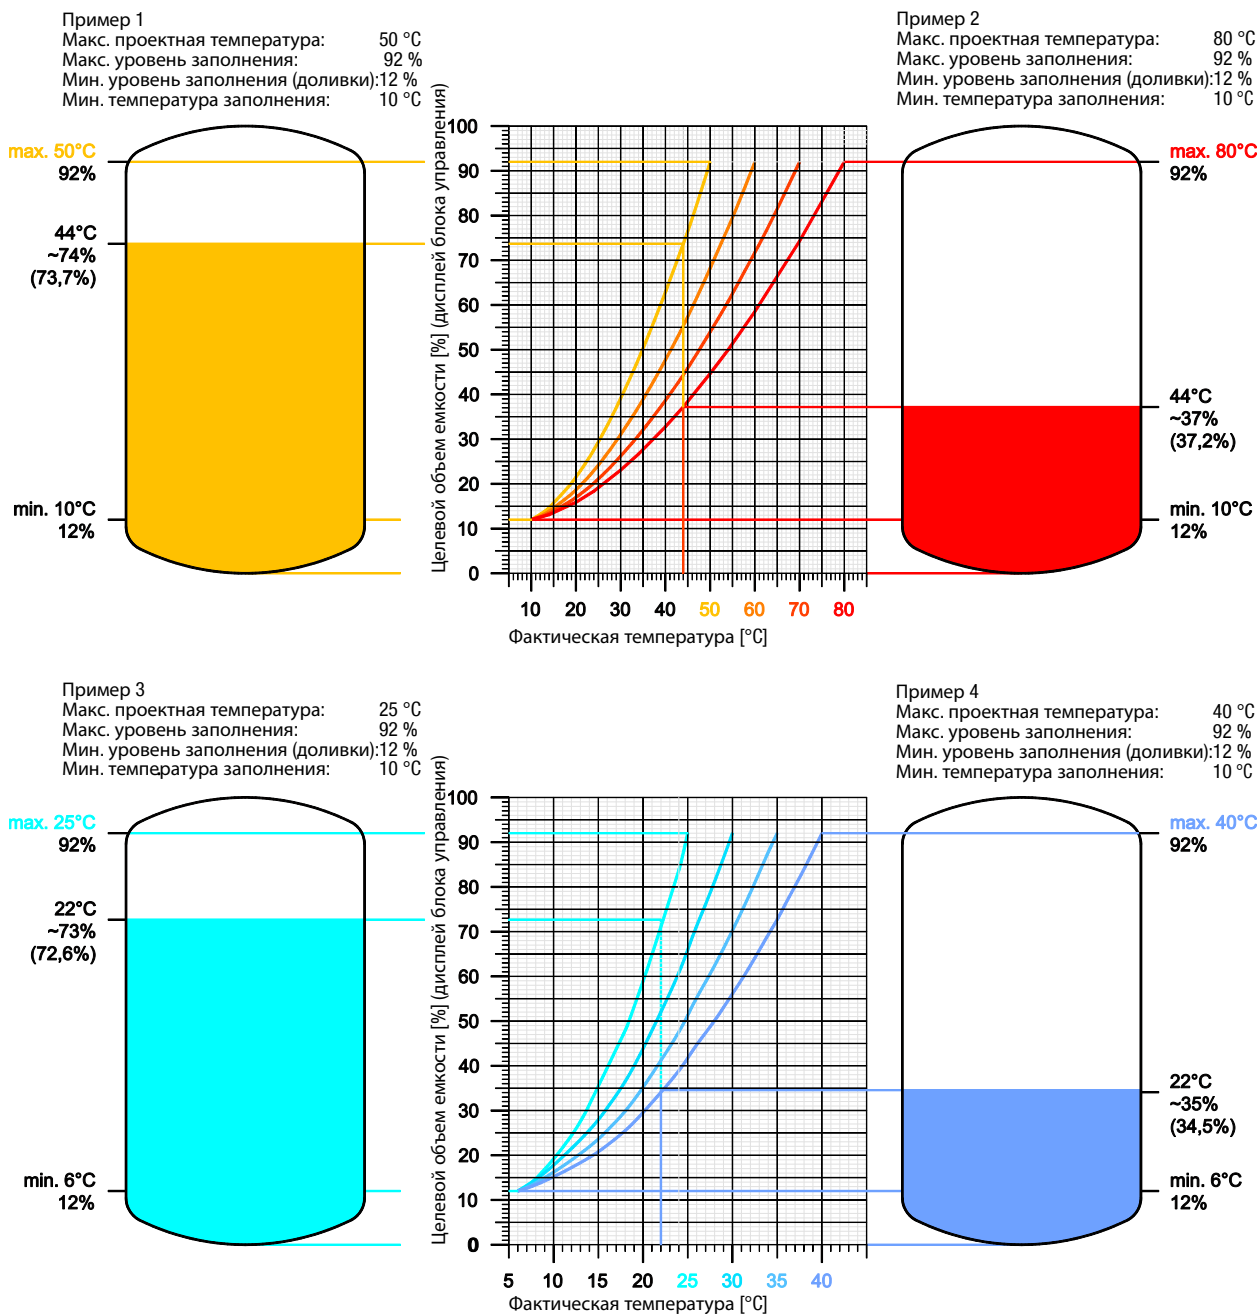 Пример 1
Макс. проектная температура: 50 °C
Макс. уровень заполнения: 92 %
Мин. уровень заполнения (доливки):12 %
Мин. температура заполнения: 10 °C
Пример 2
Макс. проектная температура: 80 °C
Макс. уровень заполнения: 92 %
Мин. уровень заполнения (доливки):12 %
Мин. температура заполнения: 10 °C
max. 50°C
92%
44°C
~74%
(73,7%)
min. 10°C
12%
Целевой объем емкости [%] (дисплей блока управления)
100
90
80
70
60
50
40
30
20
10
0
10 20 30 40 50 60 70 80
Фактическая температура [°C]
max. 80°C
92%
44°C
~37%
(37,2%)
min. 10°C
12%
Пример 3
Макс. проектная температура: 25 °C
Макс. уровень заполнения: 92 %
Мин. уровень заполнения (доливки):12 %
Мин. температура заполнения: 10 °C
Пример 4
Макс. проектная температура: 40 °C
Макс. уровень заполнения: 92 %
Мин. уровень заполнения (доливки):12 %
Мин. температура заполнения: 10 °C
max. 25°C
92%
22°C
~73%
(72,6%)
min. 6°C
12%
Целевой объем емкости [%] (дисплей блока управления)
100
90
80
70
60
50
40
30
20
10
0
5 10 15 20 25 30 35 40
Фактическая температура [°C]
max. 40°C
92%
22°C
~35%
(34,5%)
min. 6°C
12%